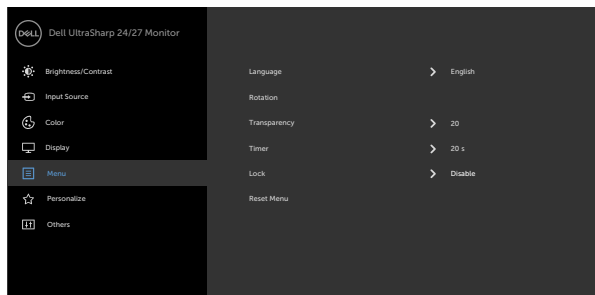 DELL Dell UltraSharp 24/27 Monitor
Brightness/Contrast
Input Source
Color
Display
Menu
Personalize
Others
Language English
Rotation
Transparency 20
Timer 20 s
Lock Disable
Reset Menu